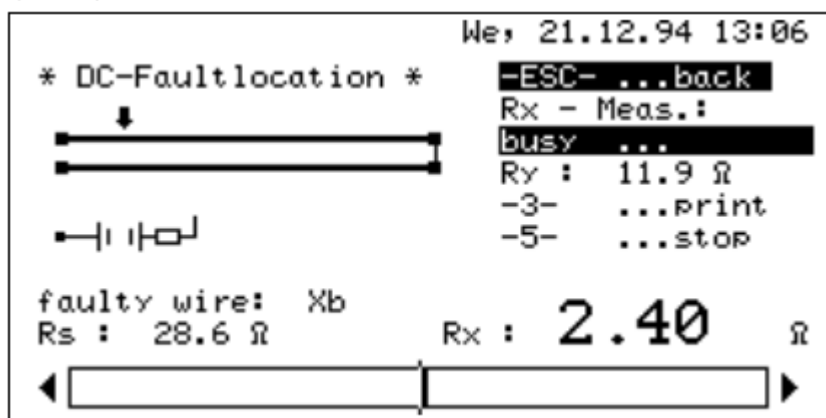 We, 21.12.94 13:06
* DC-Faultlocation *
-ESC- ...back
Rx - Meas.:
busy ...
Ry : 11.9 Ω
-3- ...print
-5- ...stop
faulty wire: Xb
Rs : 28.6 Ω
Rx : 2.40 Ω